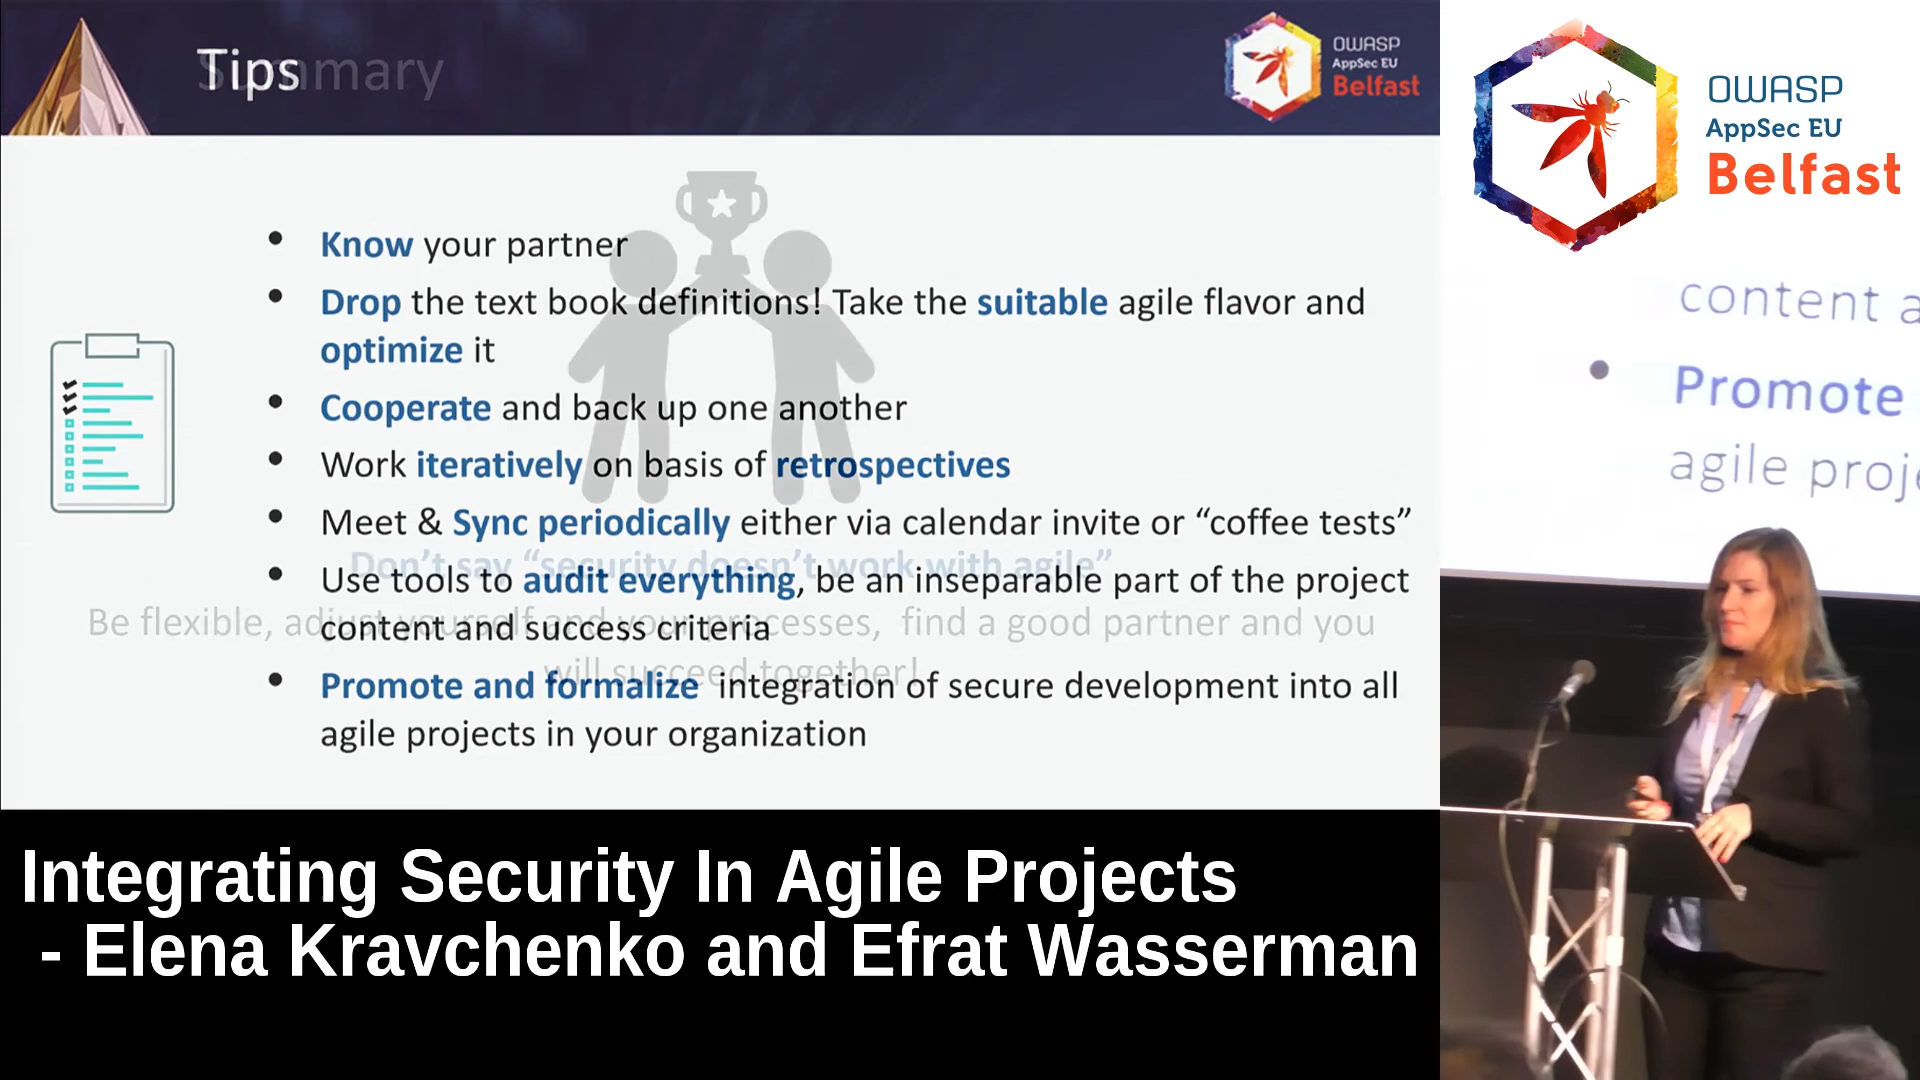 Tips
Summary
OWASP
AppSec EU
Belfast
• Know your partner
• Drop the text book definitions! Take the suitable agile flavor and
optimize it
• Cooperate and back up one another
• Work iteratively on basis of retrospectives
• Meet & Sync periodically either via calendar invite or “coffee tests”
• Use tools to audit everything, be an inseparable part of the project
content and success criteria
• Promote and formalize integration of secure development into all
agile projects in your organization
Don’t say “security doesn’t work with agile”
Be flexible, adjust yourself and your processes, find a good partner and you
will succeed together!
OWASP
AppSec EU
Belfast
content a
• Promote
agile proj
Integrating Security In Agile Projects
- Elena Kravchenko and Efrat Wasserman